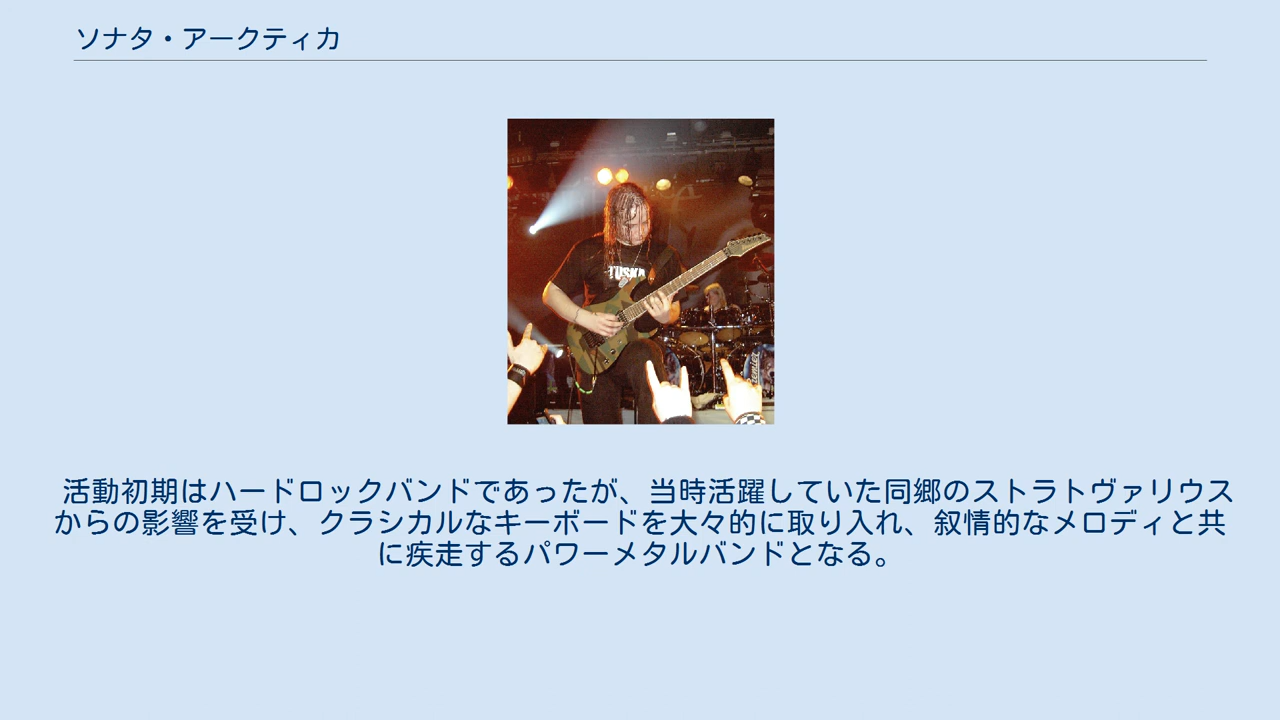 ソナタ・アークティカ
TUSKA
活動初期はハードロックバンドであったが、当時活躍していた同郷のストラトヴァリウス
からの影響を受け、クラシカルなキーボードを大々的に取り入れ、叙情的なメロディと共
に疾走するパワーメタルバンドとなる。